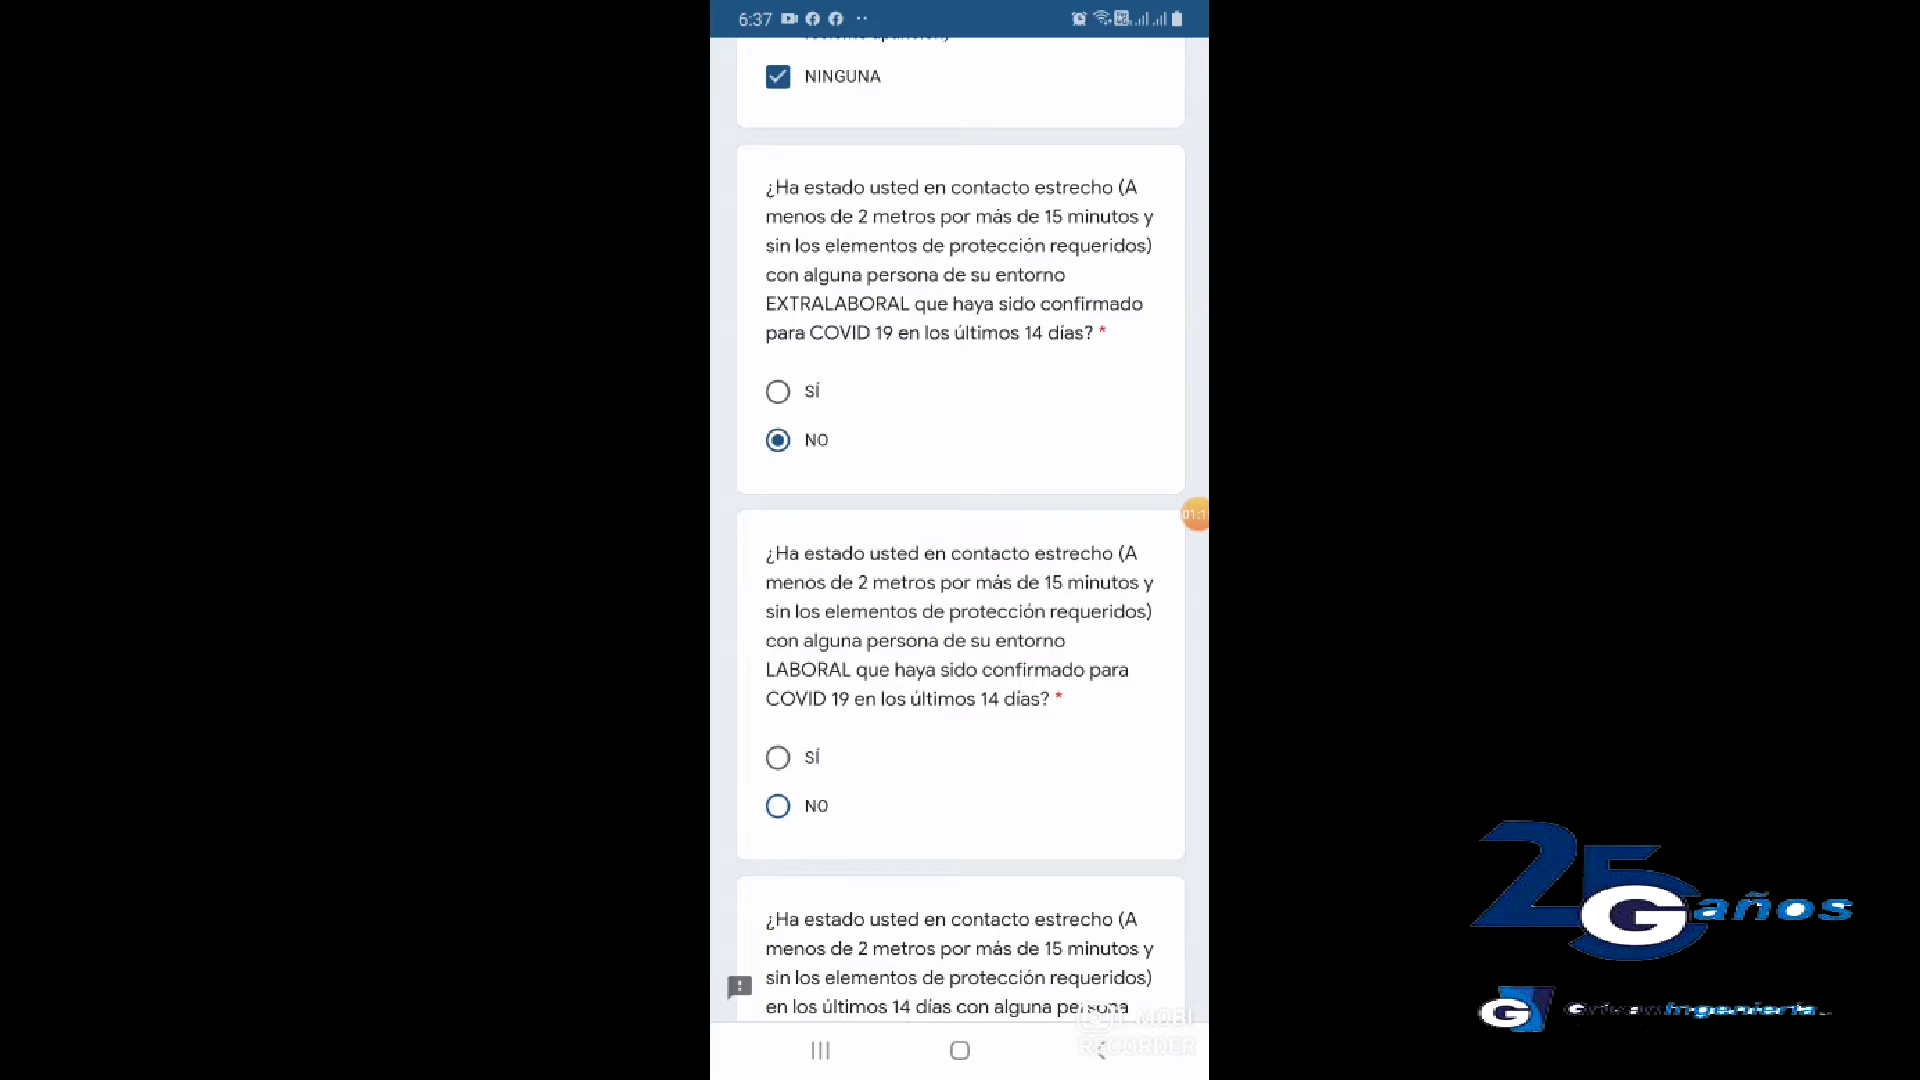 6:37
NINGUNA
¿Ha estado usted en contacto estrecho (A
menos de 2 metros por más de 15 minutos y
sin los elementos de protección requeridos)
con alguna persona de su entorno
EXTRALABORAL que haya sido confirmado
para COVID 19 en los últimos 14 días? *
SÍ
NO
01:1
¿Ha estado usted en contacto estrecho (A
menos de 2 metros por más de 15 minutos y
sin los elementos de protección requeridos)
con alguna persona de su entorno
LABORAL que haya sido confirmado para
COVID 19 en los últimos 14 días? *
SÍ
NO
¿Ha estado usted en contacto estrecho (A
menos de 2 metros por más de 15 minutos y
sin los elementos de protección requeridos)
en los últimos 14 días con alguna persona
MOBI
RECORDER
25 G años
G Ingenieria